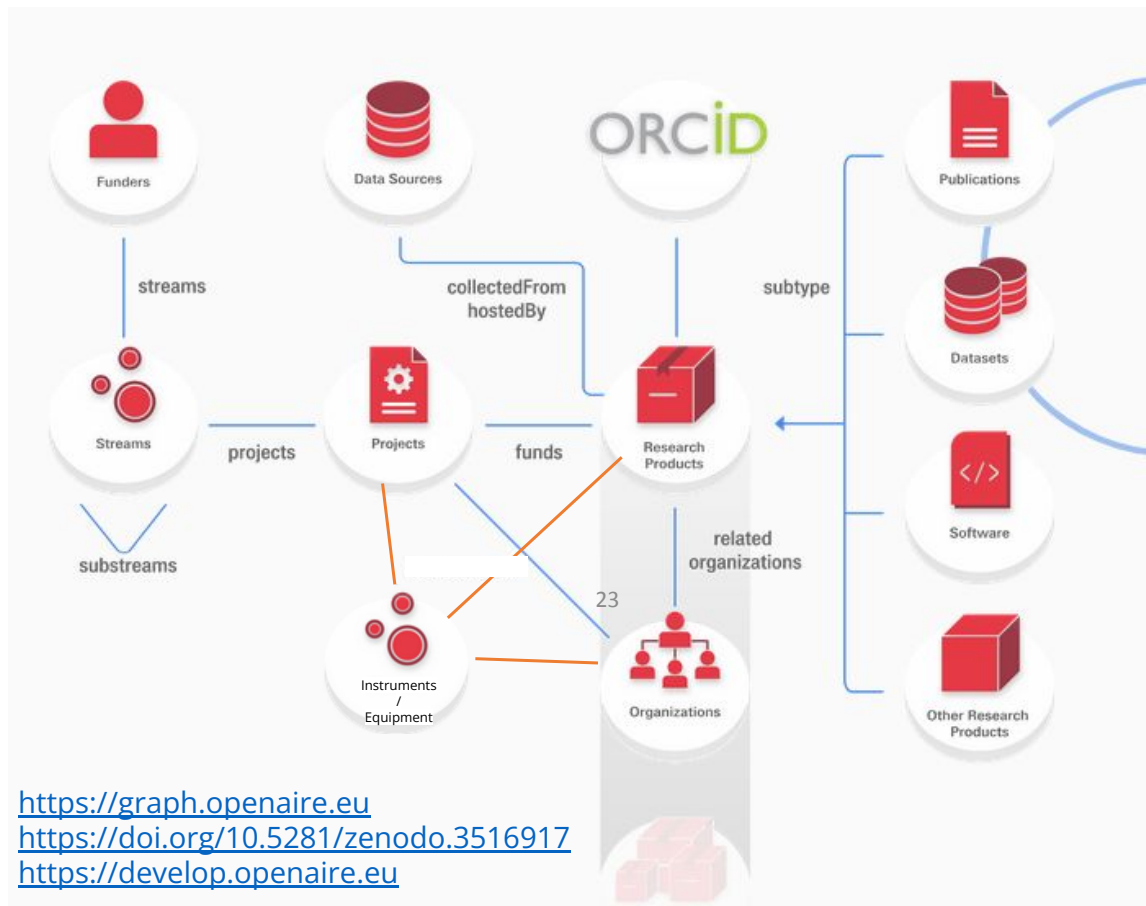 ORCiD
Funders
Data Sources
Publications
streams
collectedFrom
hostedBy
subtype
Datasets
Streams
projects
Projects
funds
Research
Products
Software
substreams
related
organizations
23
Instruments
/
Equipment
Organizations
Other Research
Products
https://graph.openaire.eu
https://doi.org/10.5281/zenodo.3516917
https://develop.openaire.eu